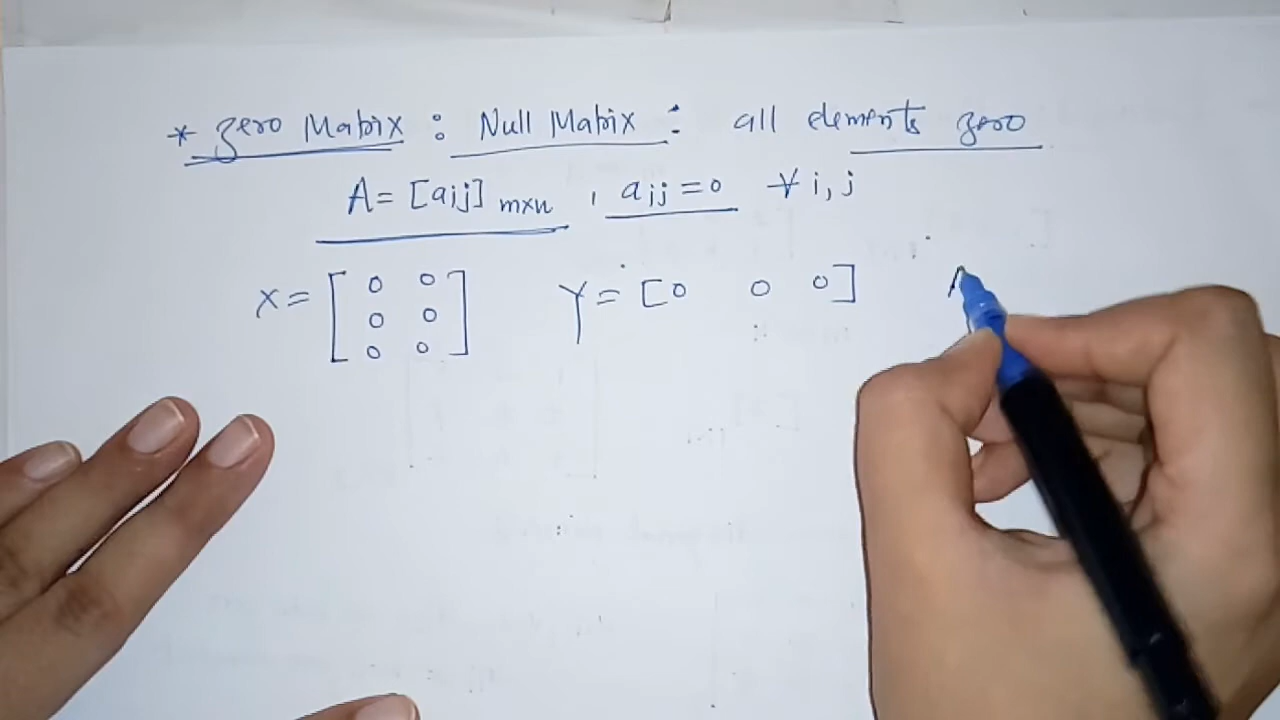 * Zero Matrix : Null Matrix : all elements zero
A = [aij] mxn , aij = 0 ∀ i, j
X = [ 0 0 Y = [ 0 0 0 ]
0 0
0 0 ]